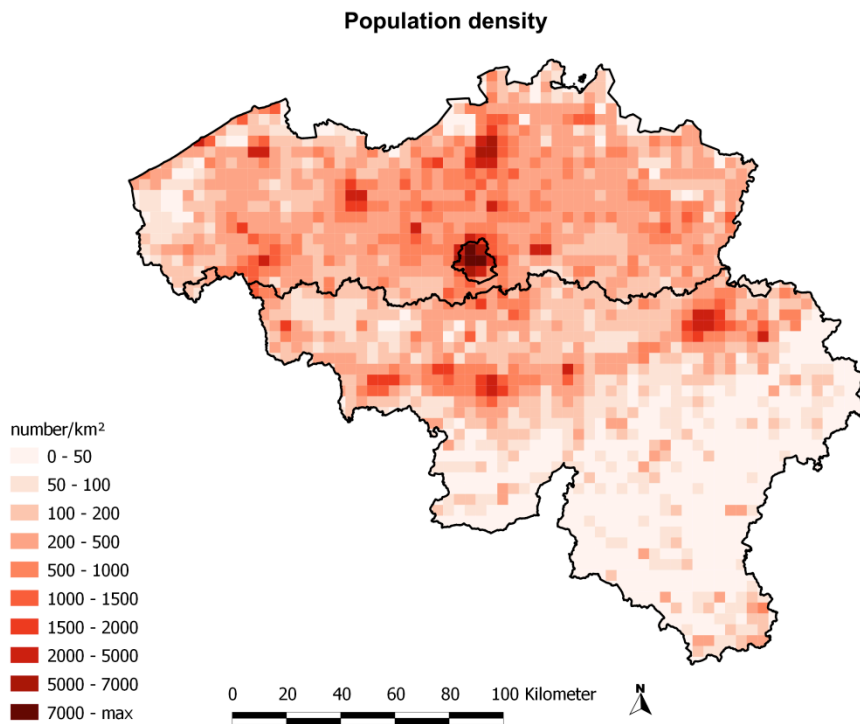 Population density
number/km²
0 - 50
50 - 100
100 - 200
200 - 500
500 - 1000
1000 - 1500
1500 - 2000
2000 - 5000
5000 - 7000
7000 - max
0 20 40 60 80 100 Kilometer
N